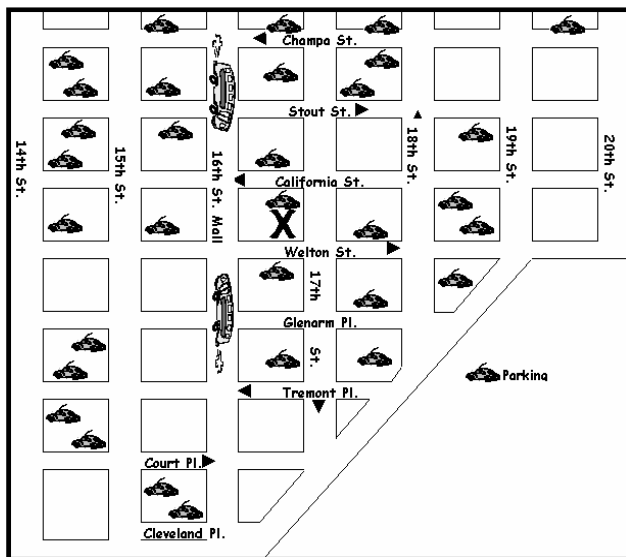 Champa St.
Stout St.
14th St.
15th St.
16th St. Mall
18th St.
19th St.
20th St.
California St.
X
Welton St.
17th St.
Glenarm Pl.
Parking
Tremont Pl.
Court Pl.
Cleveland Pl.